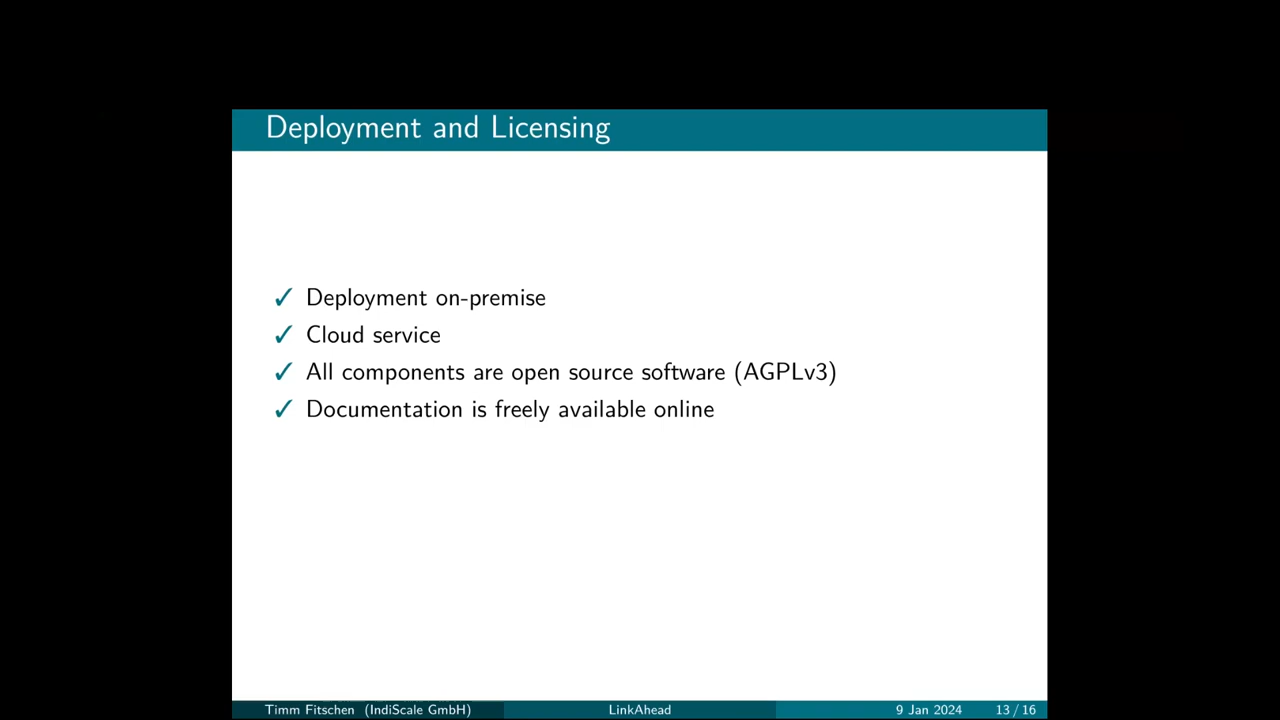 Deployment and Licensing
✓ Deployment on-premise
✓ Cloud service
✓ All components are open source software (AGPLv3)
✓ Documentation is freely available online
Timm Fitschen (IndiScale GmbH) LinkAhead 9 Jan 2024 13 / 16